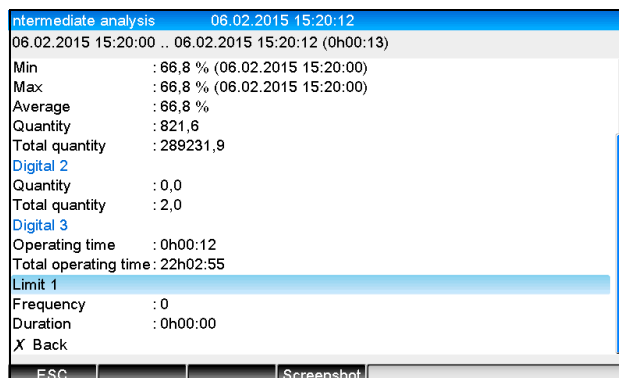 ntermediate analysis 06.02.2015 15:20:12
06.02.2015 15:20:00 .. 06.02.2015 15:20:12 (0h00:13)
Min : 66,8 % (06.02.2015 15:20:00)
Max : 66,8 % (06.02.2015 15:20:00)
Average : 66,8 %
Quantity : 821,6
Total quantity : 289231,9
Digital 2
Quantity : 0,0
Total quantity : 2,0
Digital 3
Operating time : 0h00:12
Total operating time : 22h02:55
Limit 1
Frequency : 0
Duration : 0h00:00
X Back
ESC Screenshot